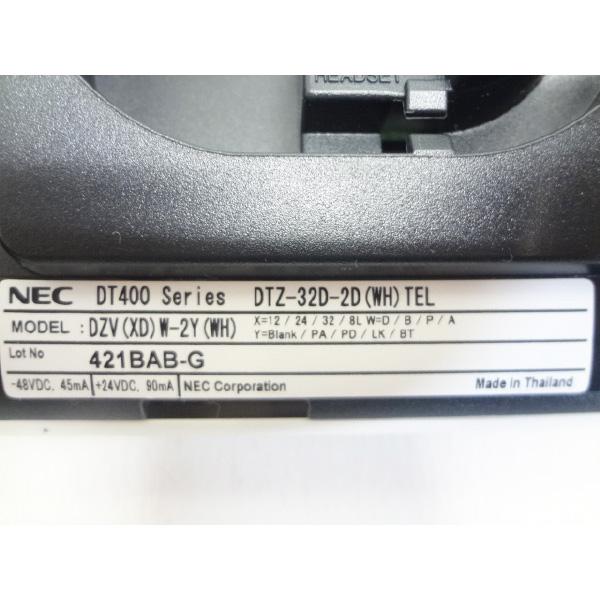 HEADSET
NEC DT400 Series DTZ-32D-2D(WH)TEL
MODEL : DZV(XD)W-2Y(WH) X=12 / 24 / 32 / 8L W=D / B / P / A
Y=Blank / PA / PD / LK / BT
Lot No 421BAB-G
-48VDC, 45mA +24VDC, 90mA NEC Corporation Made in Thailand